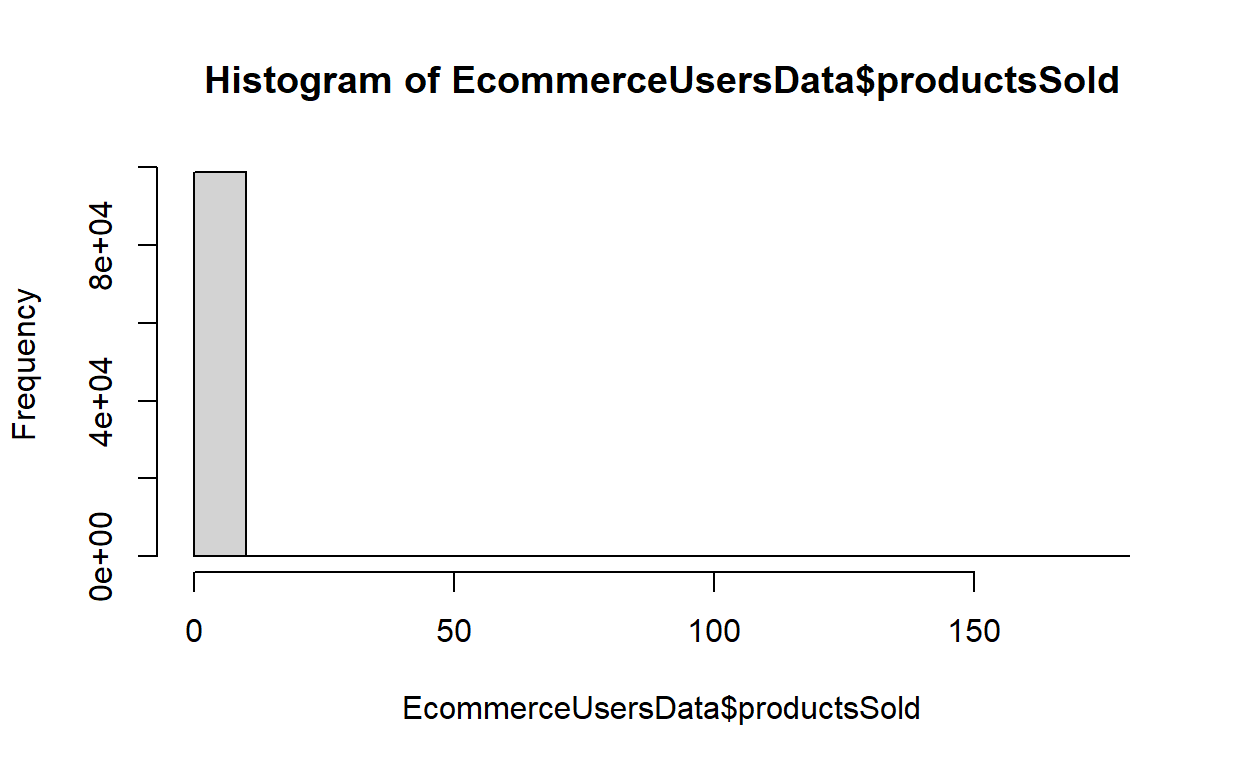 Histogram of EcommerceUsersData$productsSold
Frequency
8e+04
4e+04
0e+00
0 50 100 150
EcommerceUsersData$productsSold